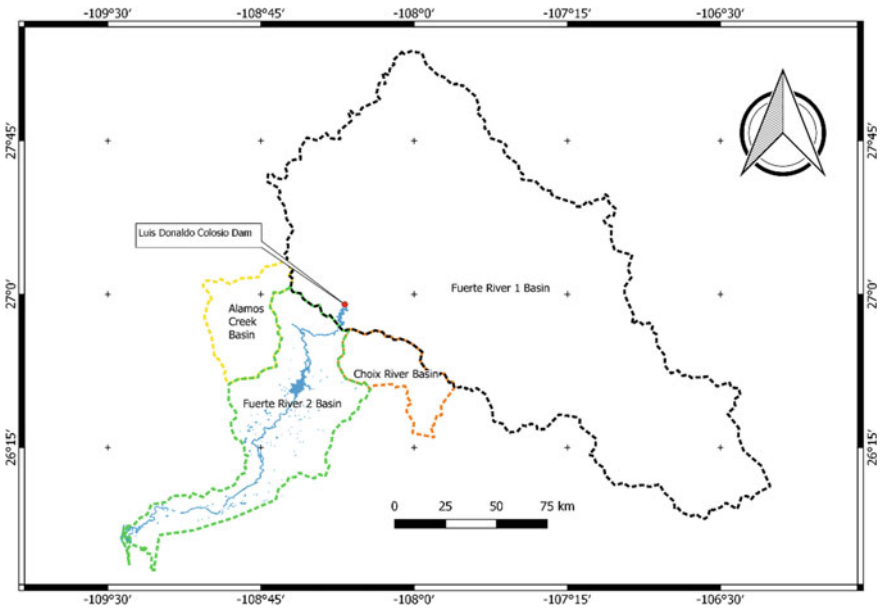 -109°30'
-108°45'
-108°0'
-107°15'
-106°30'
27°45'
27°45'
Luis Donaldo Colosio Dam
27°0'
27°0'
Fuerte River 1 Basin
Alamos
Creek
Basin
Choix River Basin
Fuerte River 2 Basin
26°15'
26°15'
0 25 50 75 km
-109°30'
-108°45'
-108°0'
-107°15'
-106°30'